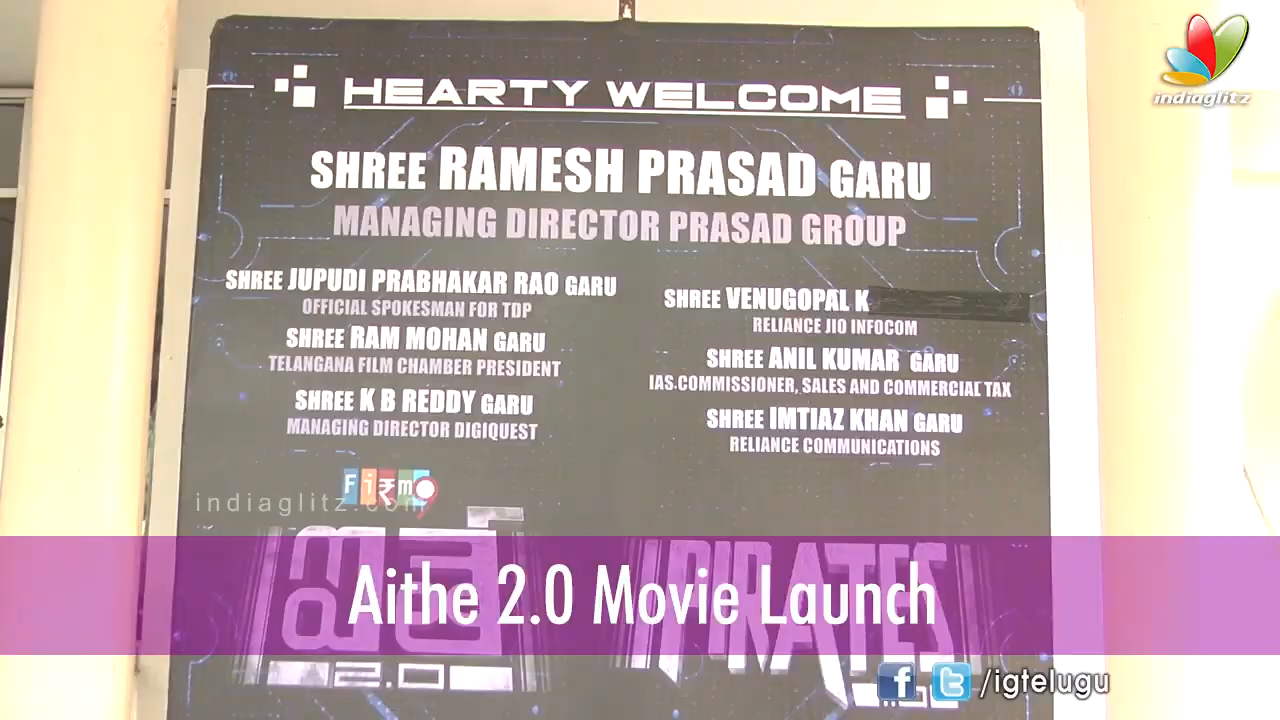 HEARTY WELCOME
SHREE RAMESH PRASAD GARU
MANAGING DIRECTOR PRASAD GROUP
SHREE JUPUDI PRABHAKAR RAO GARU
OFFICIAL SPOKESMAN FOR TDP
SHREE RAM MOHAN GARU
TELANGANA FILM CHAMBER PRESIDENT
SHREE K B REDDY GARU
MANAGING DIRECTOR DIGIQUEST
SHREE VENUGOPAL K
RELIANCE JIO INFOCOM
SHREE ANIL KUMAR GARU
IAS.COMMISSIONER, SALES AND COMMERCIAL TAX
SHREE IMTIAZ KHAN GARU
RELIANCE COMMUNICATIONS
indiaglitz
indiaglitz.com
ఐతే
2.0
PIRATES
Aithe 2.0 Movie Launch
/igtelugu